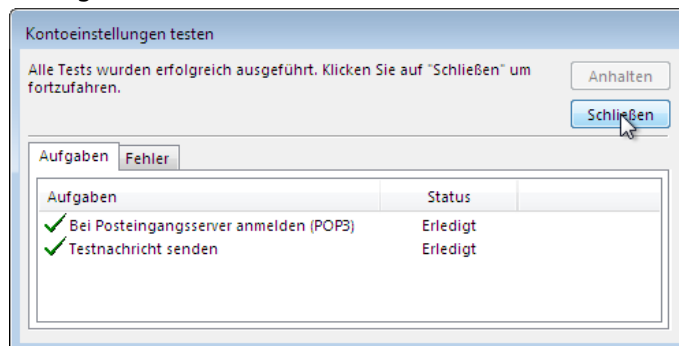 Kontoeinstellungen testen
Alle Tests wurden erfolgreich ausgeführt. Klicken Sie auf "Schließen" um
fortzufahren.
Anhalten
Schließen
Aufgaben Fehler
Aufgaben Status
Bei Posteingangsserver anmelden (POP3) Erledigt
Testnachricht senden Erledigt